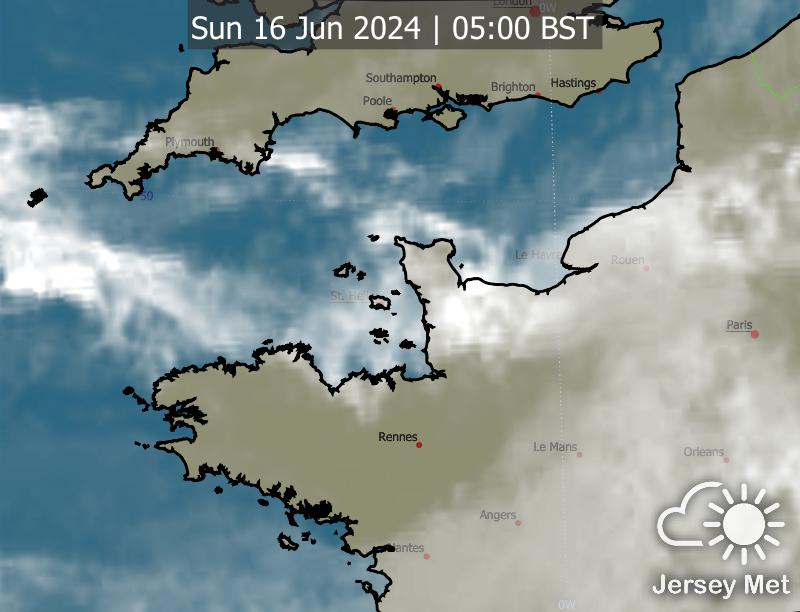 London
0W
Sun 16 Jun 2024 | 05:00 BST
Southampton
Brighton
Hastings
Poole
Plymouth
50
Le Havre
Rouen
St. Heli
Paris
Rennes
Le Mans
Orleans
Angers
Nantes
Jersey Met
0W